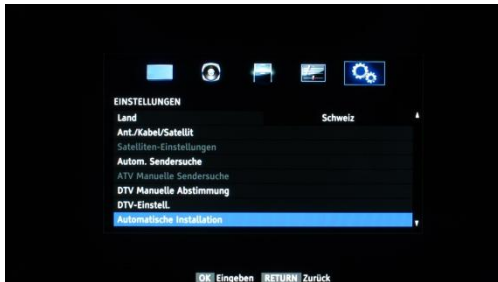 EINSTELLUNGEN
Land Schweiz
Ant./Kabel/Satellit
Satelliten-Einstellungen
Autom. Sendersuche
ATV Manuelle Sendersuche
DTV Manuelle Abstimmung
DTV-Einstell.
Automatische Installation
OK Eingeben RETURN Zurück